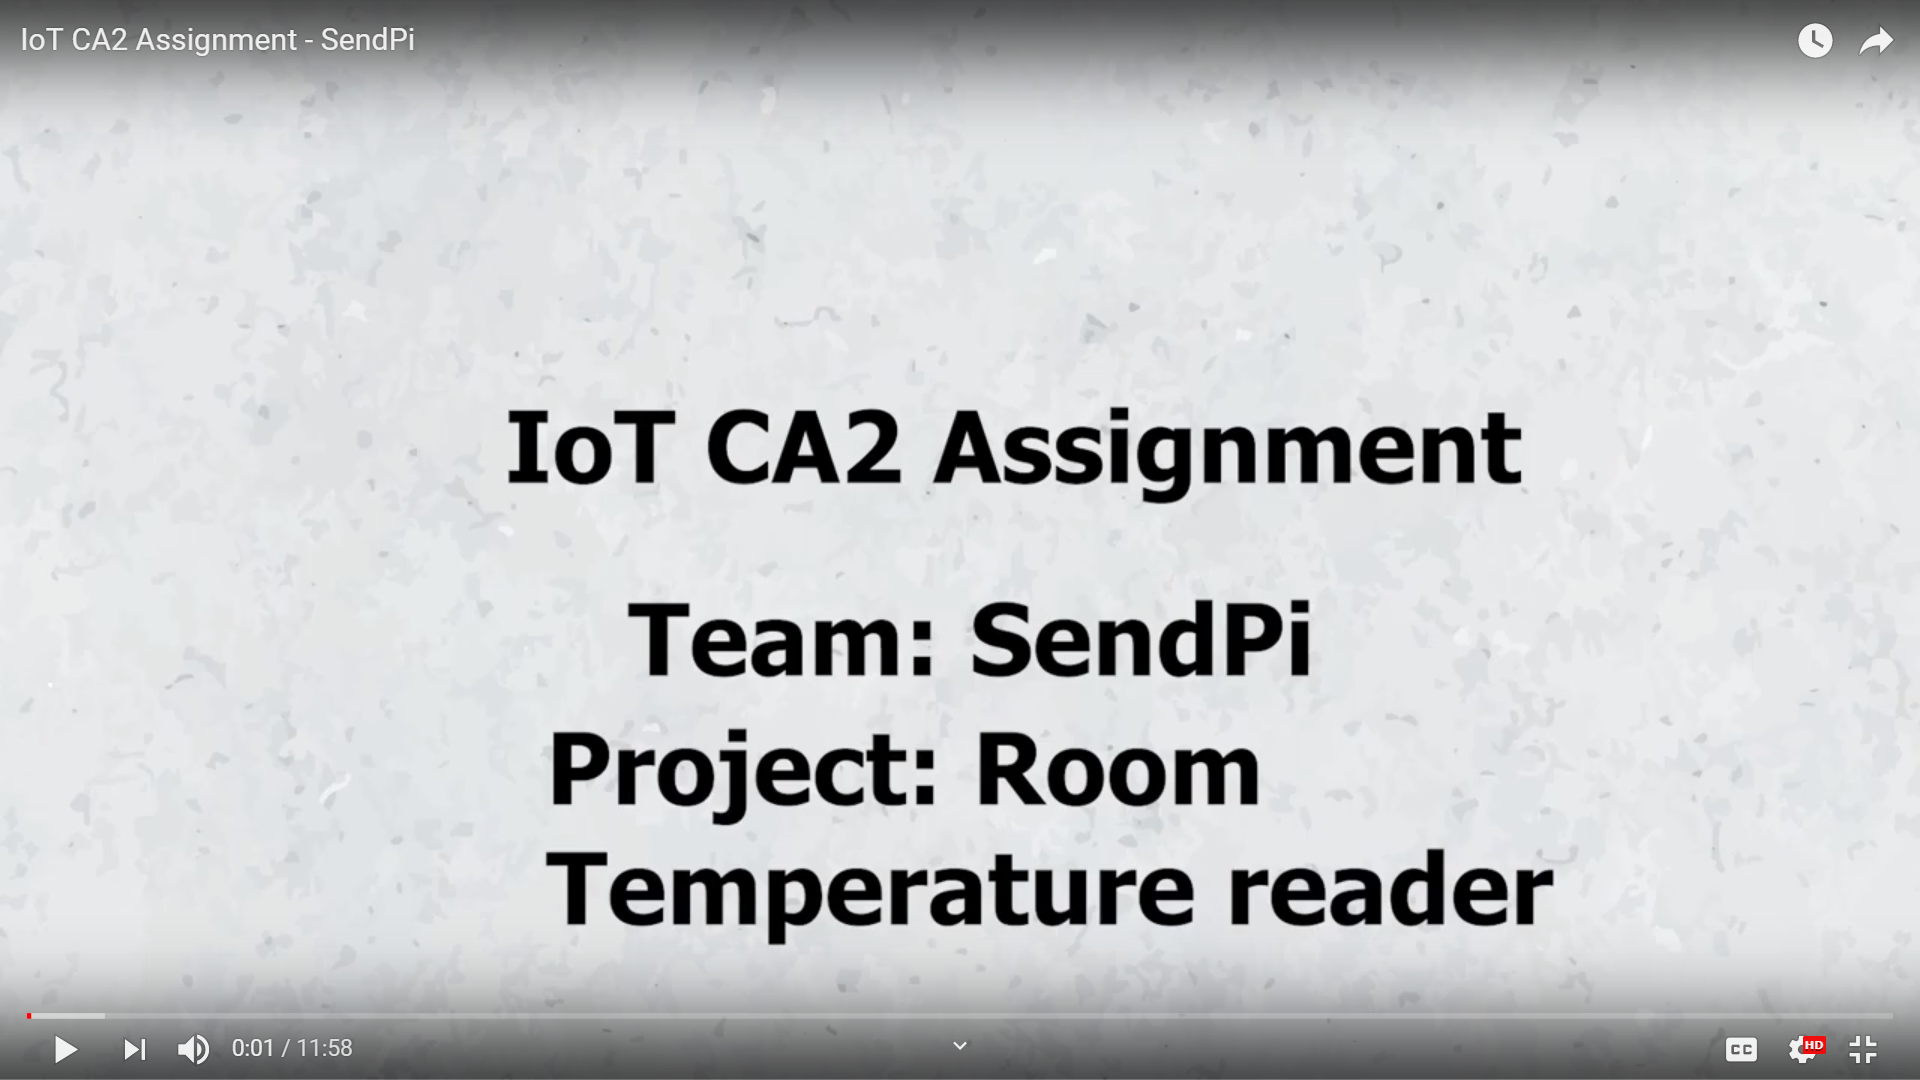 IoT CA2 Assignment - SendPi
IoT CA2 Assignment
Team: SendPi
Project: Room
Temperature reader
0:01 / 11:58
CC
HD